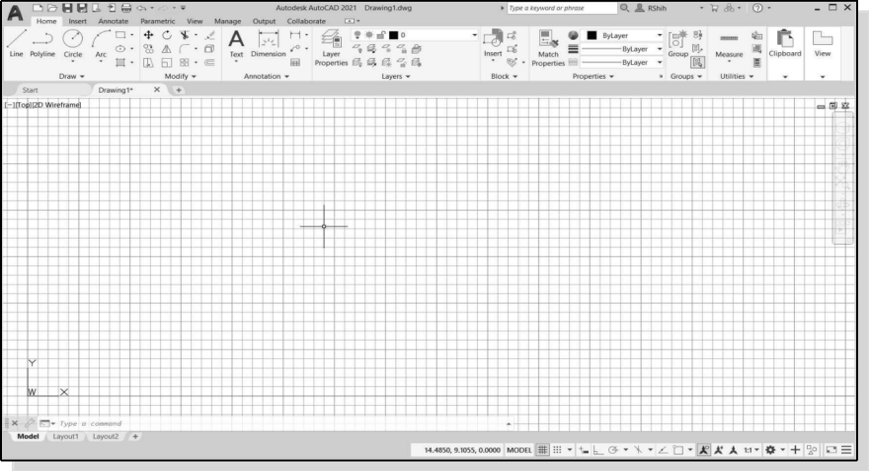 A Autodesk AutoCAD 2021 Drawing1.dwg Type a keyword or phrase RShih
Home Insert Annotate Parametric View Manage Output Collaborate
0 ByLayer
Line Polyline Circle Arc Text Dimension Layer Properties Insert Match Properties ByLayer Group Measure Clipboard View
ByLayer
Draw Modify Annotation Layers Block Properties Groups Utilities
Start Drawing1* +
[−][Top][2D Wireframe]
Y
W X
Type a command
Model Layout1 Layout2 +
14.4850, 9.1055, 0.0000 MODEL 1:1